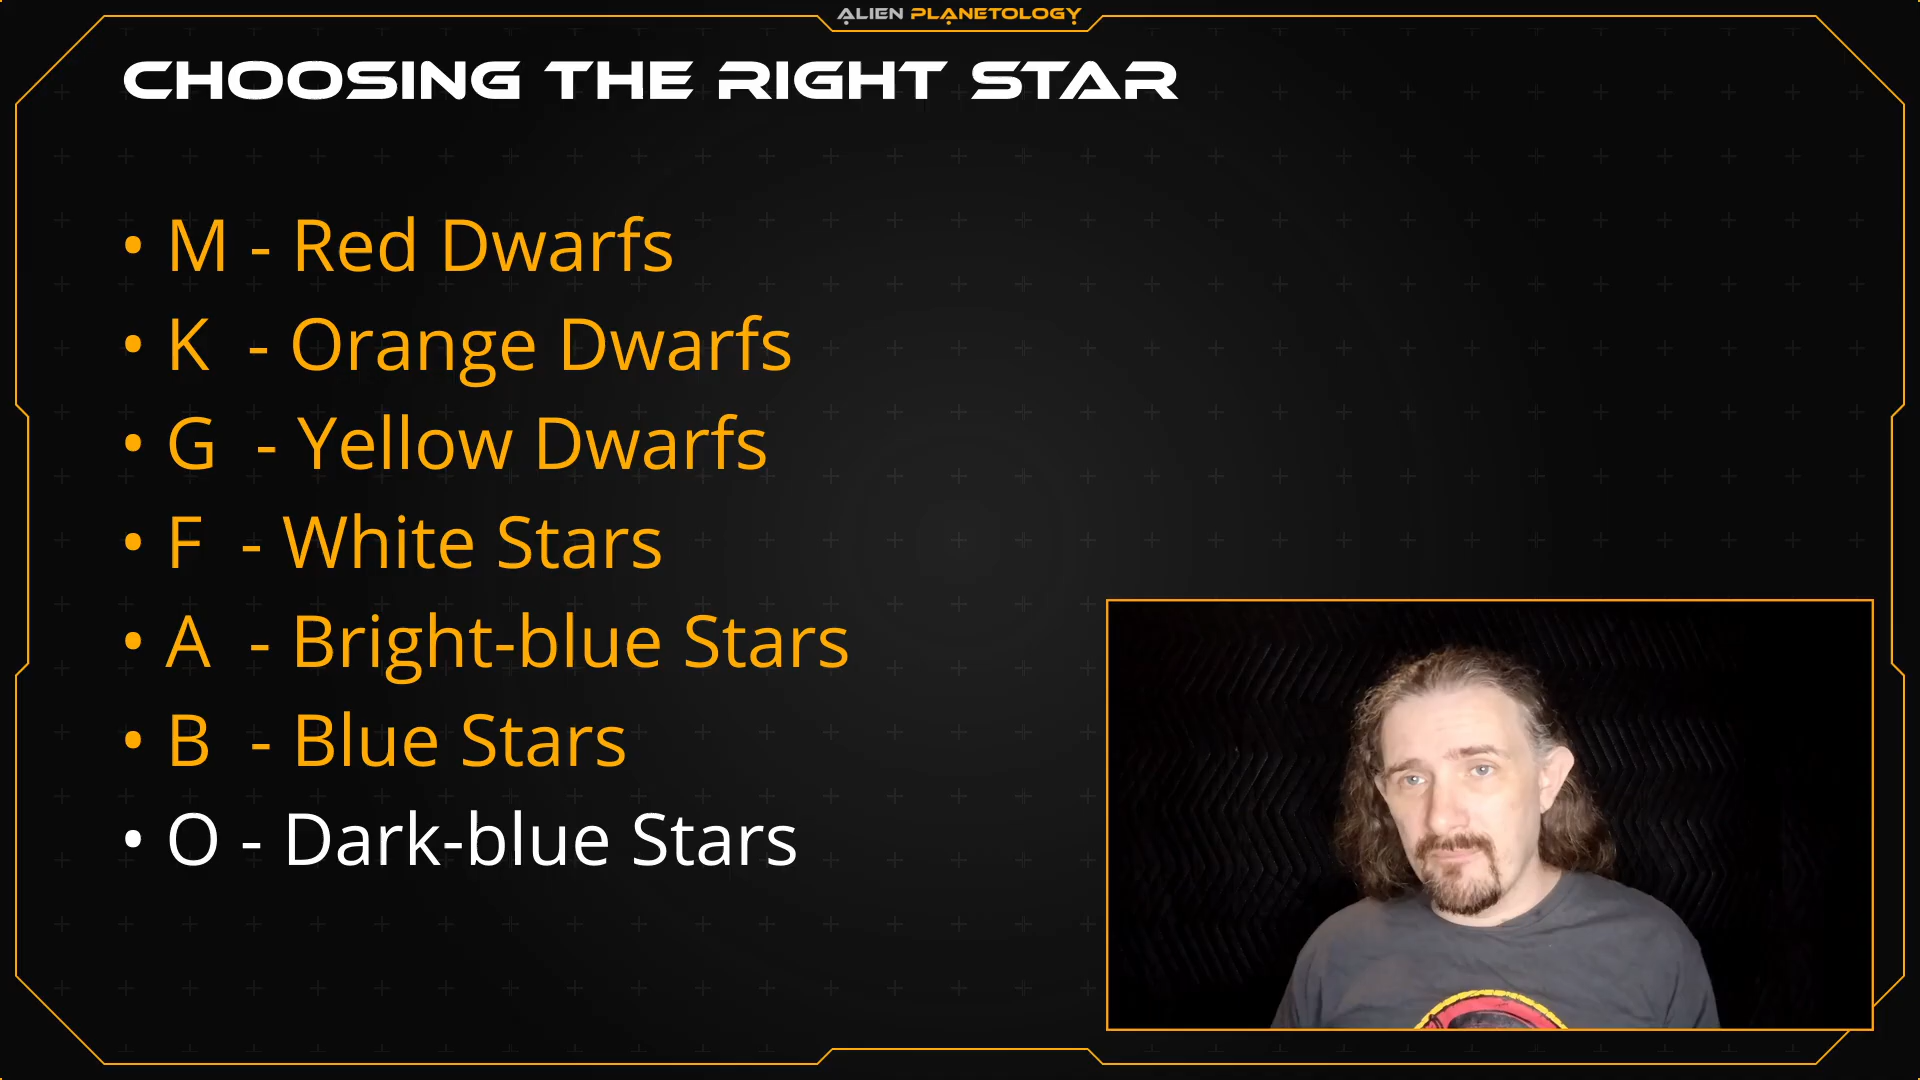 ALIEN PLANETOLOGY
CHOOSING THE RIGHT STAR
• M - Red Dwarfs
• K - Orange Dwarfs
• G - Yellow Dwarfs
• F - White Stars
• A - Bright-blue Stars
• B - Blue Stars
• O - Dark-blue Stars